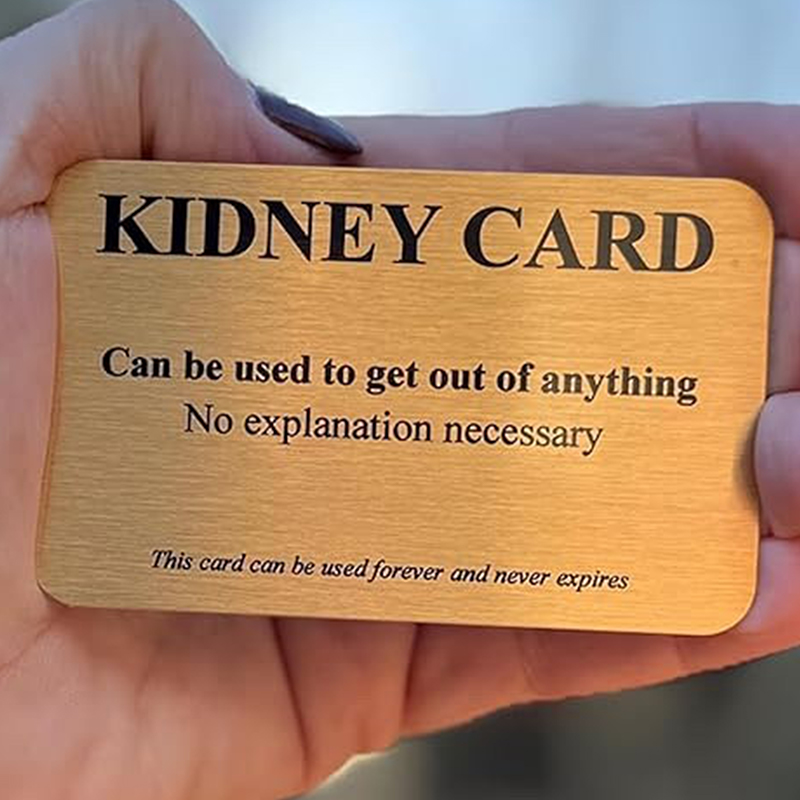 KIDNEY CARD
Can be used to get out of anything
No explanation necessary
This card can be used forever and never expires